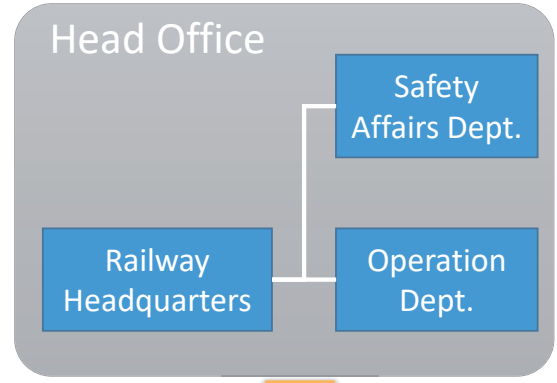 Head Office
Safety
Affairs Dept.
Railway
Headquarters
Operation
Dept.